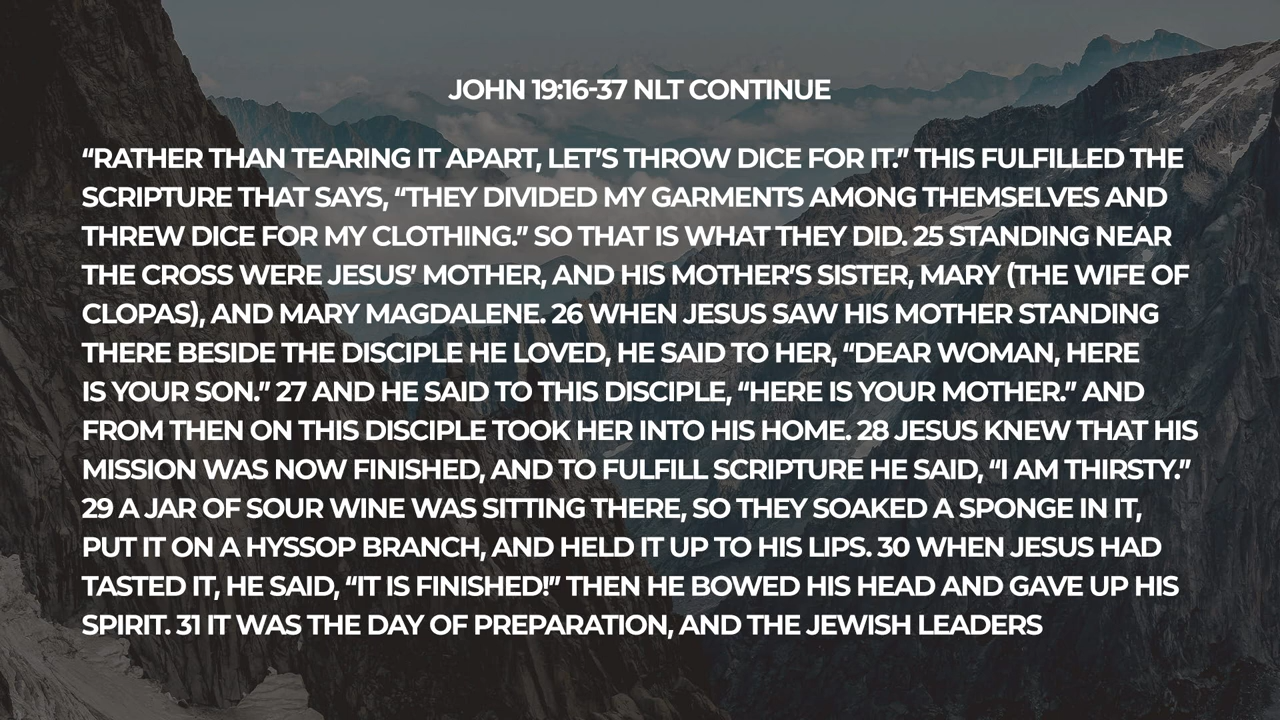 JOHN 19:16-37 NLT CONTINUE
“RATHER THAN TEARING IT APART, LET’S THROW DICE FOR IT.” THIS FULFILLED THE
SCRIPTURE THAT SAYS, “THEY DIVIDED MY GARMENTS AMONG THEMSELVES AND
THREW DICE FOR MY CLOTHING.” SO THAT IS WHAT THEY DID. 25 STANDING NEAR
THE CROSS WERE JESUS’ MOTHER, AND HIS MOTHER’S SISTER, MARY (THE WIFE OF
CLOPAS), AND MARY MAGDALENE. 26 WHEN JESUS SAW HIS MOTHER STANDING
THERE BESIDE THE DISCIPLE HE LOVED, HE SAID TO HER, “DEAR WOMAN, HERE
IS YOUR SON.” 27 AND HE SAID TO THIS DISCIPLE, “HERE IS YOUR MOTHER.” AND
FROM THEN ON THIS DISCIPLE TOOK HER INTO HIS HOME. 28 JESUS KNEW THAT HIS
MISSION WAS NOW FINISHED, AND TO FULFILL SCRIPTURE HE SAID, “I AM THIRSTY.”
29 A JAR OF SOUR WINE WAS SITTING THERE, SO THEY SOAKED A SPONGE IN IT,
PUT IT ON A HYSSOP BRANCH, AND HELD IT UP TO HIS LIPS. 30 WHEN JESUS HAD
TASTED IT, HE SAID, “IT IS FINISHED!” THEN HE BOWED HIS HEAD AND GAVE UP HIS
SPIRIT. 31 IT WAS THE DAY OF PREPARATION, AND THE JEWISH LEADERS